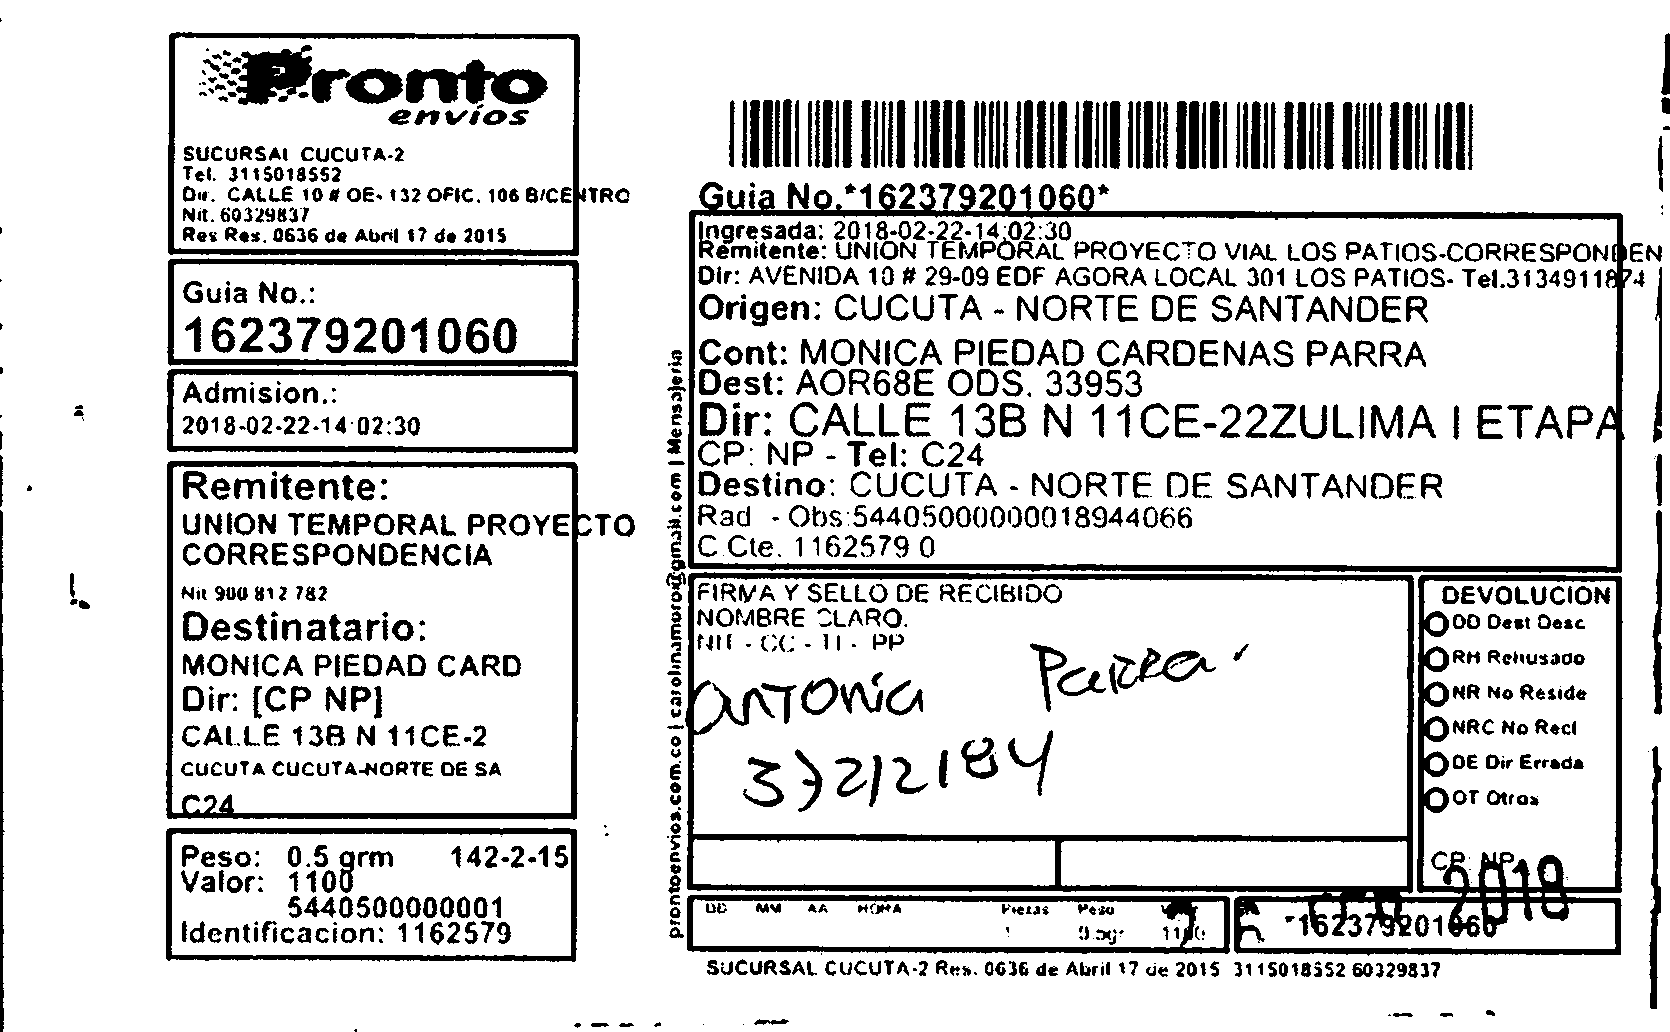 Pronto
envíos
SUCURSAL CUCUTA-2
Tel. 3115018552
Dir. CALLE 10 # OE- 132 OFIC. 106 B/CENTRO
Nit. 60329837
Res Res. 0636 de Abril 17 de 2015
Guia No.:
162379201060
Admision.:
2018-02-22-14:02:30
Remitente:
UNION TEMPORAL PROYECTO
CORRESPONDENCIA
Nit 900 812 782
Destinatario:
MONICA PIEDAD CARD
Dir: [CP NP]
CALLE 13B N 11CE-2
CUCUTA CUCUTA-NORTE DE SA
C24
Peso: 0.5 grm 142-2-15
Valor: 1100
5440500000001
Identificacion: 1162579
prontoenvios.com.co | carolinamuro@gmail.com | Mensajeria
Guia No.*162379201060*
Ingresada: 2018-02-22-14:02:30
Remitente: UNION TEMPORAL PROYECTO VIAL LOS PATIOS-CORRESPONDEN
Dir: AVENIDA 10 # 29-09 EDF AGORA LOCAL 301 LOS PATIOS- Tel.3134911874
Origen: CUCUTA - NORTE DE SANTANDER
Cont: MONICA PIEDAD CARDENAS PARRA
Dest: AOR68E ODS. 33953
Dir: CALLE 13B N 11CE-22ZULIMA I ETAPA
CP: NP - Tel: C24
Destino: CUCUTA - NORTE DE SANTANDER
Rad - Obs:544050000000018944066
C.Cte. 1162579 0
FIRMA Y SELLO DE RECIBIDO
NOMBRE CLARO.
NIT - CC - TI - PP
Antonia Parra
37212184
DEVOLUCION
DD Dest Desc
RH Rehusado
NR No Reside
NRC No Recl
DE Dir Errada
OT Otros
CP: NP
2018
DD MM AA HORA Piezas Peso
1 0.5gr 1100
*162379201060
SUCURSAL CUCUTA-2 Res. 0636 de Abril 17 de 2015 3115018552 60329837